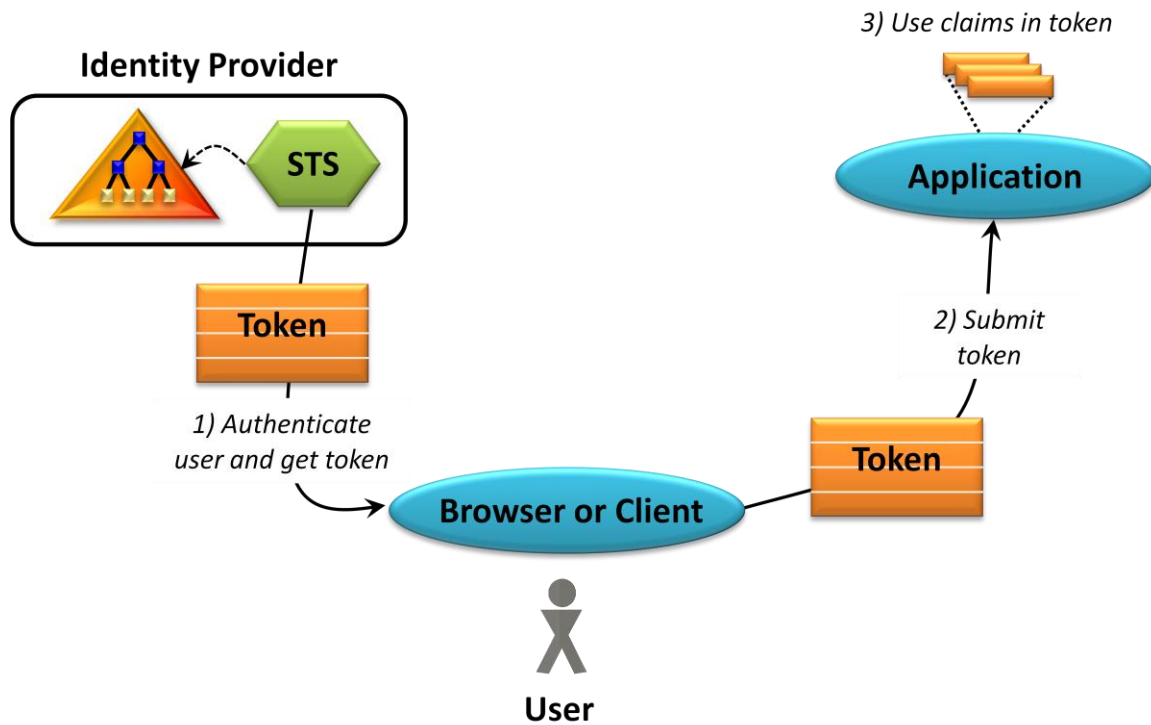 3) Use claims in token
Identity Provider
STS
Application
Token
2) Submit
token
1) Authenticate
user and get token
Token
Browser or Client
User